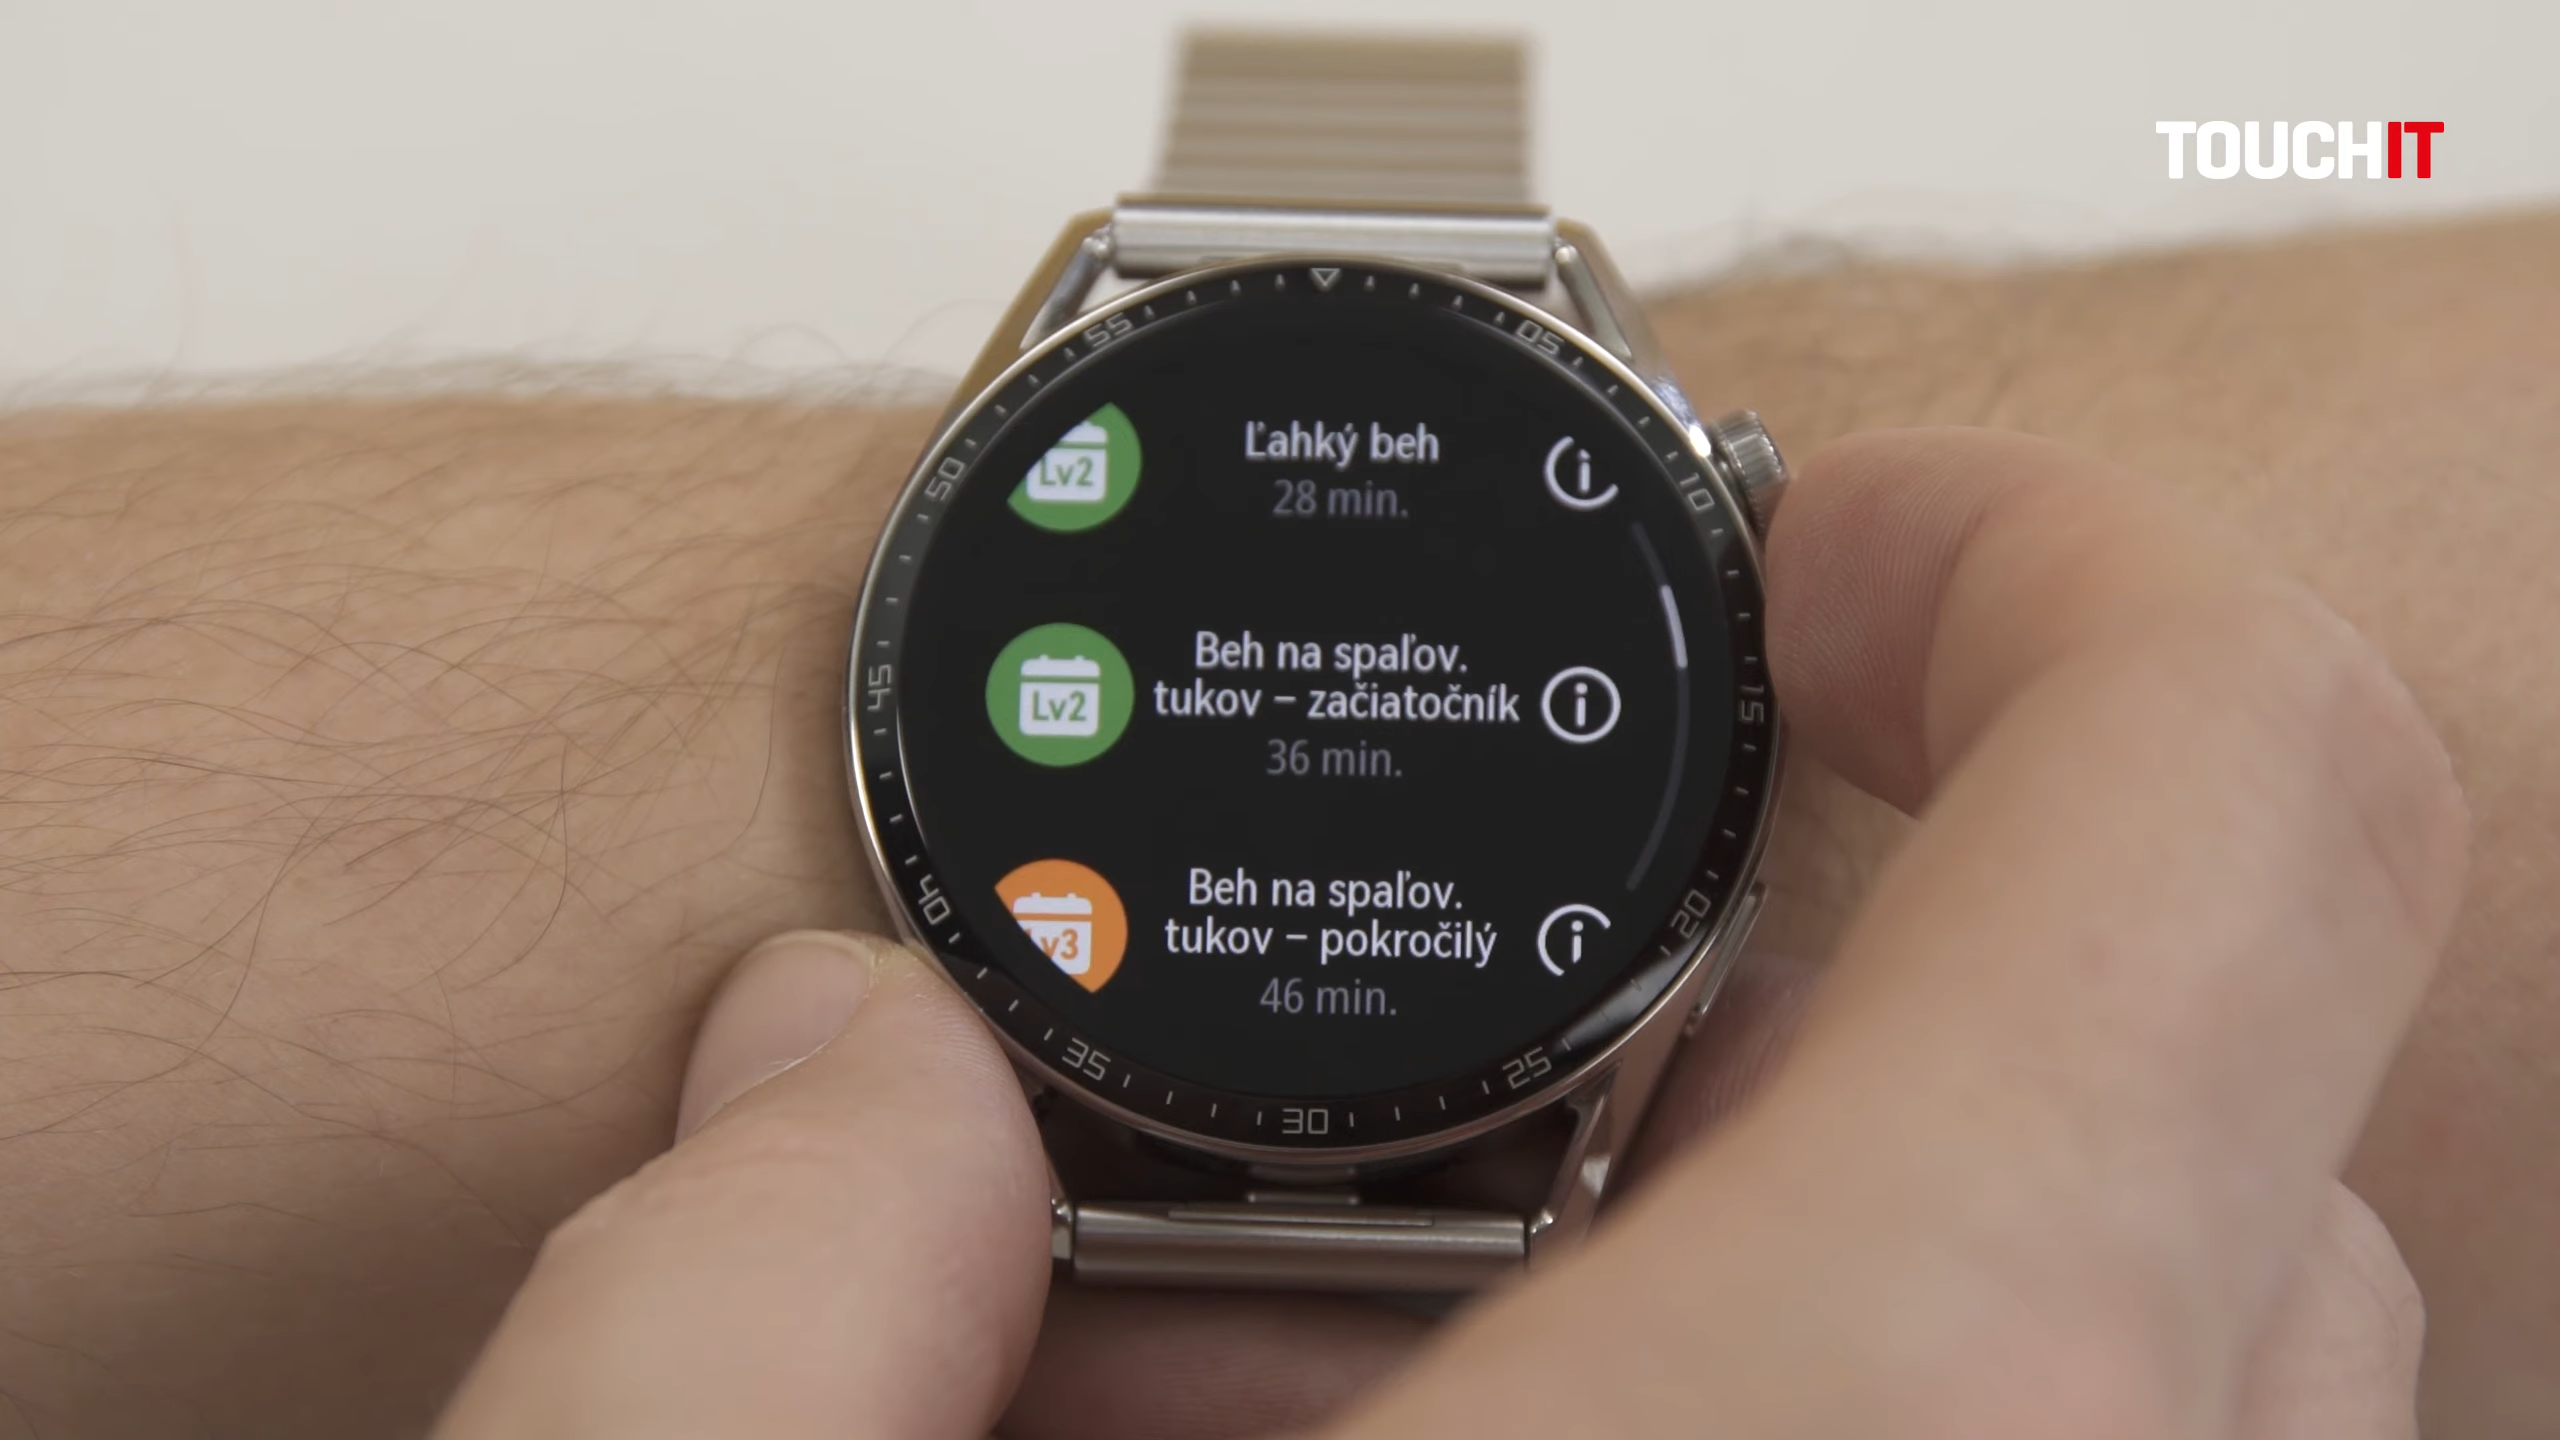 TOUCHIT
55
05
50
10
45
15
40
20
35
25
30
Lv2
Ľahký beh
28 min.
Lv2
Beh na spaľov.
tukov – začiatočník
36 min.
Lv3
Beh na spaľov.
tukov – pokročilý
46 min.